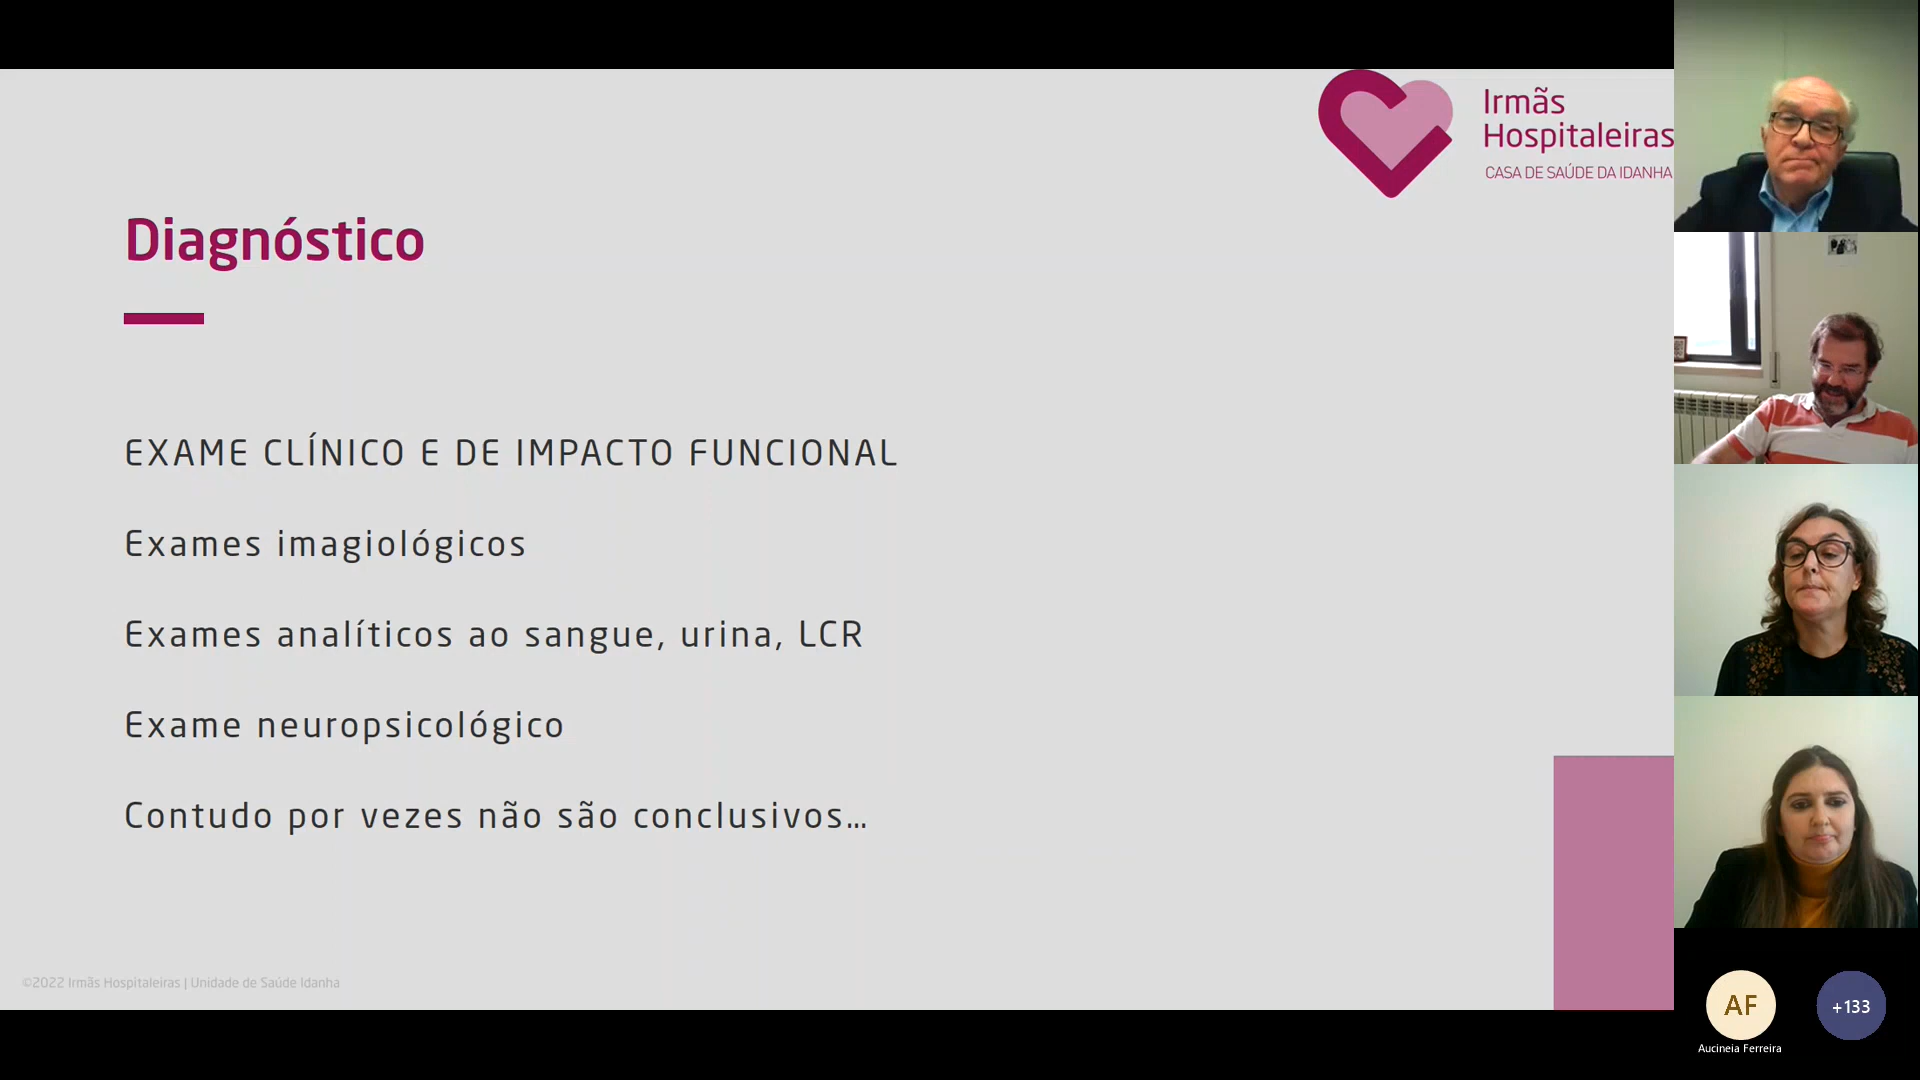 Irmãs
Hospitaleiras
CASA DE SAÚDE DA IDANHA
Diagnóstico
EXAME CLÍNICO E DE IMPACTO FUNCIONAL
Exames imagiológicos
Exames analíticos ao sangue, urina, LCR
Exame neuropsicológico
Contudo por vezes não são conclusivos...
©2022 Irmãs Hospitaleiras | Unidade de Saúde Idanha
AF
+133
Aucineia Ferreira